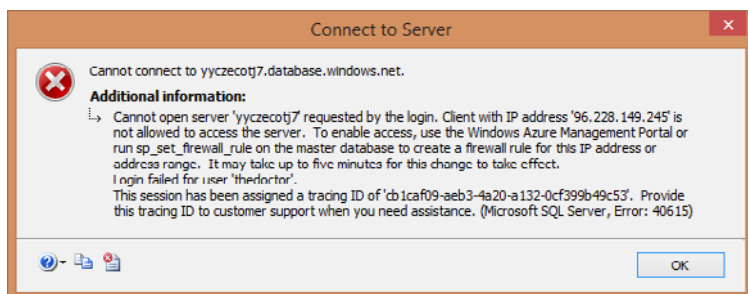 Connect to Server
Cannot connect to yyczecotj7.database.windows.net.
Additional information:
Cannot open server 'yyczecotj7' requested by the login. Client with IP address '96.228.149.245' is
not allowed to access the server. To enable access, use the Windows Azure Management Portal or
run sp_set_firewall_rule on the master database to create a firewall rule for this IP address or
address range. It may take up to five minutes for this change to take effect.
Login failed for user 'thedoctor'.
This session has been assigned a tracing ID of 'cb1caf09-aeb3-4a20-a132-0cf399b49c53'. Provide
this tracing ID to customer support when you need assistance. (Microsoft SQL Server, Error: 40615)
OK